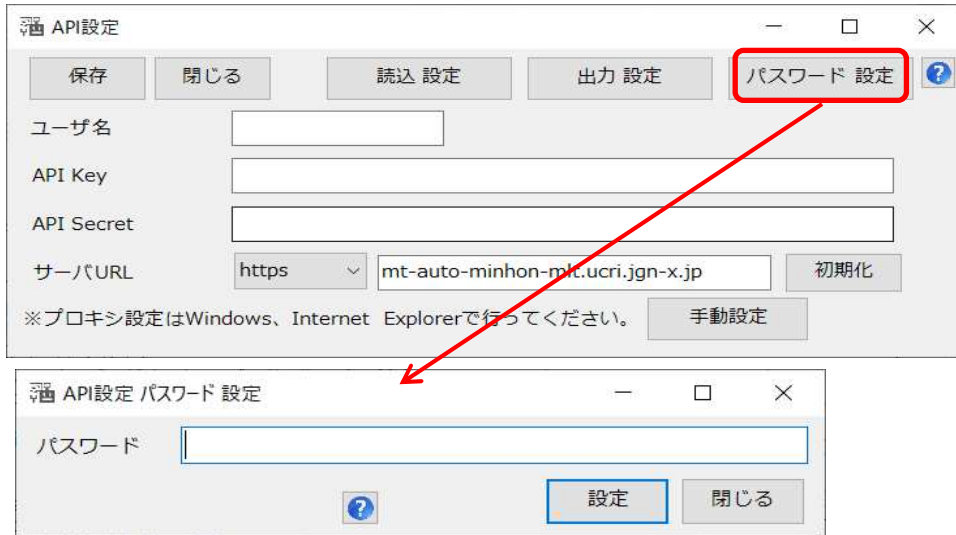 API設定
保存 閉じる 読込 設定 出力 設定 パスワード 設定
ユーザ名
API Key
API Secret
サーバURL https mt-auto-minhon-mlt.ucri.jgn-x.jp 初期化
※プロキシ設定はWindows、Internet Explorerで行ってください。 手動設定
API設定 パスワード 設定
パスワード
設定 閉じる